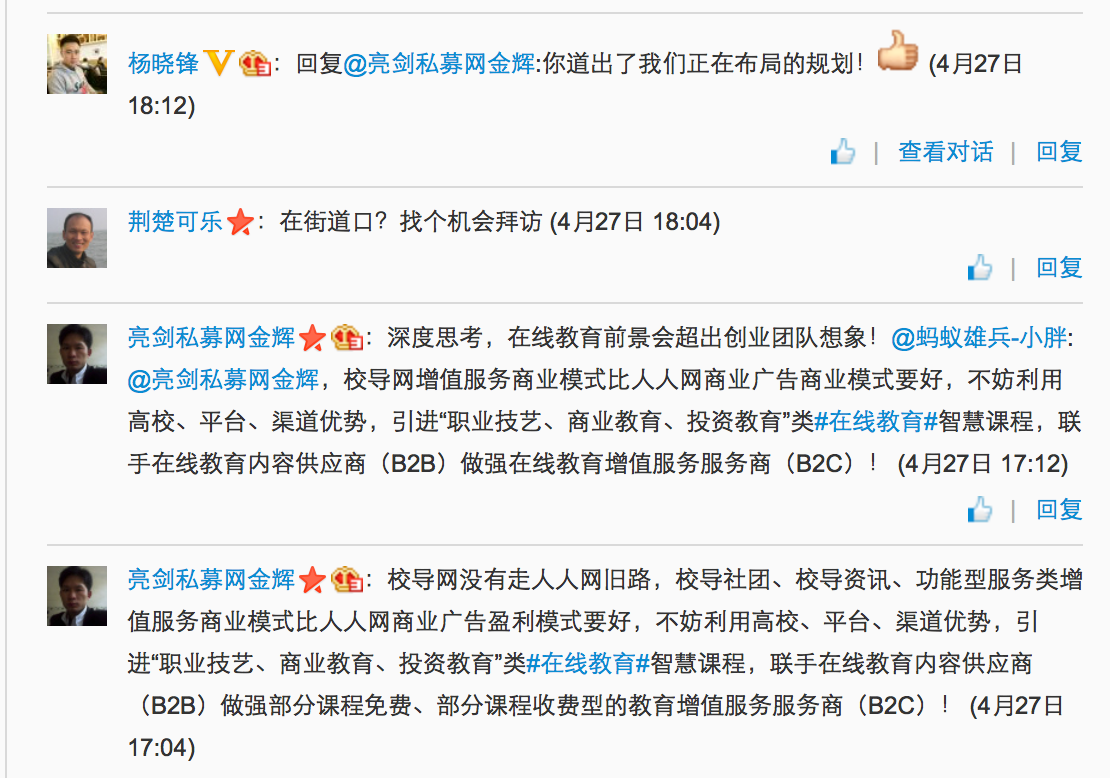 杨晓锋：回复@亮剑私募网金辉:你道出了我们正在布局的规划！(4月27日
18:12)
| 查看对话 | 回复
荆楚可乐：在街道口？找个机会拜访 (4月27日 18:04)
| 回复
亮剑私募网金辉：深度思考，在线教育前景会超出创业团队想象！@蚂蚁雄兵-小胖:
@亮剑私募网金辉，校导网增值服务商业模式比人人网商业广告商业模式要好，不妨利用
高校、平台、渠道优势，引进“职业技艺、商业教育、投资教育”类#在线教育#智慧课程，联
手在线教育内容供应商（B2B）做强在线教育增值服务服务商（B2C）！ (4月27日 17:12)
| 回复
亮剑私募网金辉：校导网没有走人人网旧路，校导社团、校导资讯、功能型服务类增
值服务商业模式比人人网商业广告盈利模式要好，不妨利用高校、平台、渠道优势，引
进“职业技艺、商业教育、投资教育”类#在线教育#智慧课程，联手在线教育内容供应商
（B2B）做强部分课程免费、部分课程收费型的教育增值服务服务商（B2C）！ (4月27日
17:04)